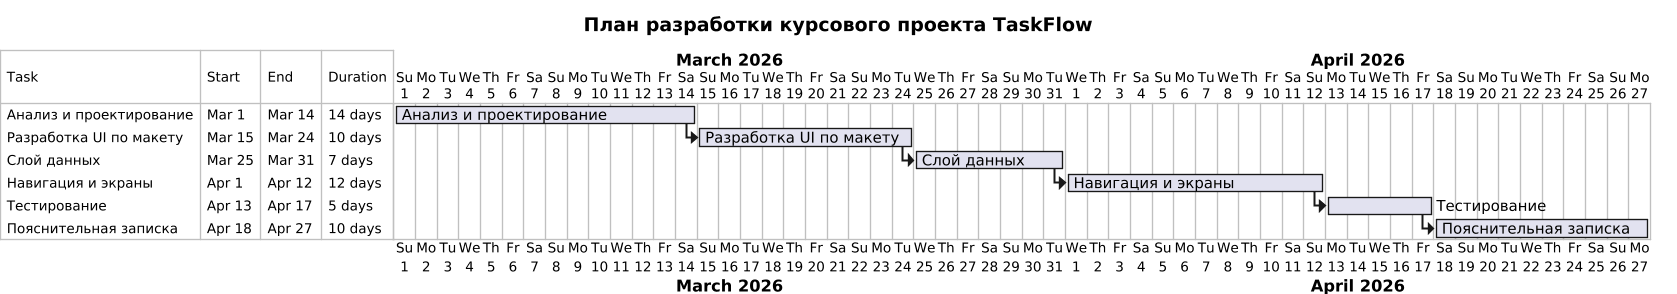 План разработки курсового проекта TaskFlow
March 2026 April 2026
Task Start End Duration Su Mo Tu We Th Fr Sa Su Mo Tu We Th Fr Sa Su Mo Tu We Th Fr Sa Su Mo Tu We Th Fr Sa Su Mo Tu We Th Fr Sa Su Mo Tu We Th Fr Sa Su Mo Tu We Th Fr Sa Su Mo Tu We Th Fr Sa Su Mo
1 2 3 4 5 6 7 8 9 10 11 12 13 14 15 16 17 18 19 20 21 22 23 24 25 26 27 28 29 30 31 1 2 3 4 5 6 7 8 9 10 11 12 13 14 15 16 17 18 19 20 21 22 23 24 25 26 27
Анализ и проектирование Mar 1 Mar 14 14 days Анализ и проектирование
Разработка UI по макету Mar 15 Mar 24 10 days Разработка UI по макету
Слой данных Mar 25 Mar 31 7 days Слой данных
Навигация и экраны Apr 1 Apr 12 12 days Навигация и экраны
Тестирование Apr 13 Apr 17 5 days Тестирование
Пояснительная записка Apr 18 Apr 27 10 days Пояснительная записка
Su Mo Tu We Th Fr Sa Su Mo Tu We Th Fr Sa Su Mo Tu We Th Fr Sa Su Mo Tu We Th Fr Sa Su Mo Tu We Th Fr Sa Su Mo Tu We Th Fr Sa Su Mo Tu We Th Fr Sa Su Mo Tu We Th Fr Sa Su Mo
1 2 3 4 5 6 7 8 9 10 11 12 13 14 15 16 17 18 19 20 21 22 23 24 25 26 27 28 29 30 31 1 2 3 4 5 6 7 8 9 10 11 12 13 14 15 16 17 18 19 20 21 22 23 24 25 26 27
March 2026 April 2026